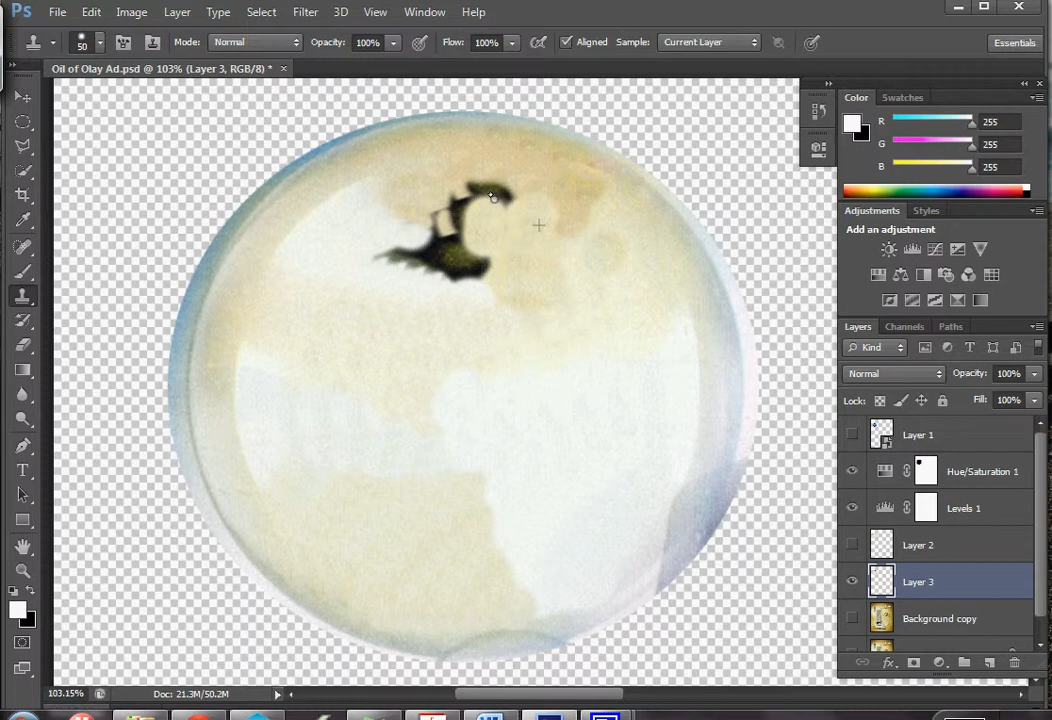 Ps File Edit Image Layer Type Select Filter 3D View Window Help
50 Mode: Normal Opacity: 100% Flow: 100% Aligned Sample: Current Layer Essentials
Oil of Olay Ad.psd @ 103% (Layer 3, RGB/8) * ×
Color Swatches
R 255
G 255
B 255
Adjustments Styles
Add an adjustment
Layers Channels Paths
Kind T
Normal Opacity: 100%
Lock: Fill: 100%
Layer 1
Hue/Saturation 1
Levels 1
Layer 2
Layer 3
Background copy
T
fx
103.15% Doc: 21.3M/50.2M